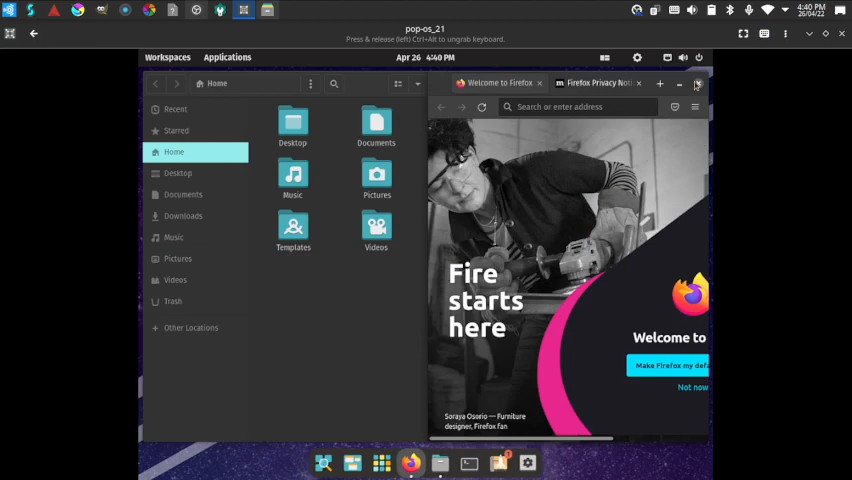 4:40 PM
26/04/22
pop-os_21
Press & release (left) Ctrl+Alt to ungrab keyboard.
Workspaces Applications Apr 26 4:40 PM
Home
Welcome to Firefox
Firefox Privacy Noti
Search or enter address
Recent
Starred
Home
Desktop
Documents
Downloads
Music
Pictures
Videos
Trash
+ Other Locations
Desktop Documents
Music Pictures
Templates Videos
Fire
starts
here
Welcome to
Make Firefox my defa
Not now
Soraya Osorio — Furniture
designer, Firefox fan
1